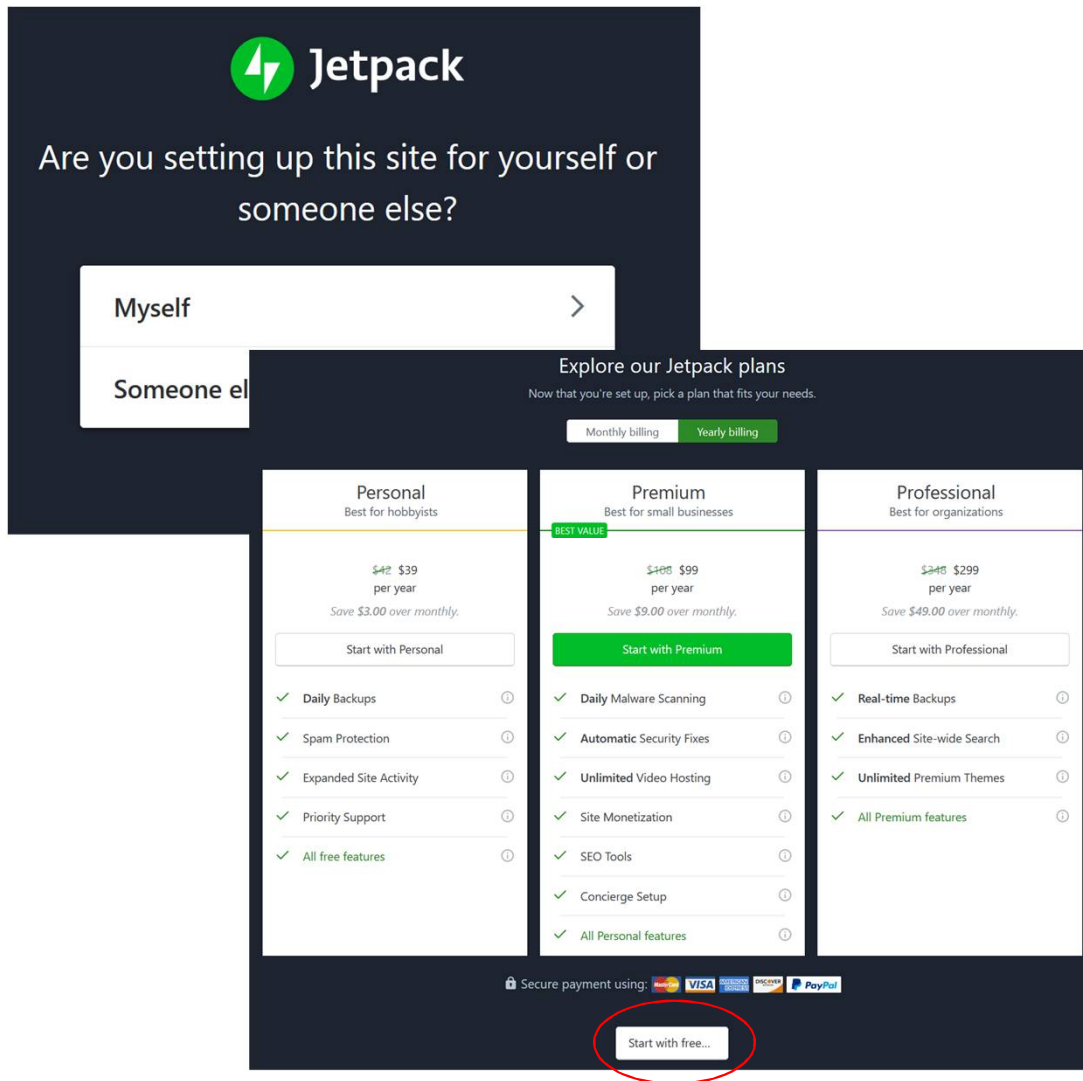 Jetpack
Are you setting up this site for yourself or
someone else?
Myself
Someone el
Explore our Jetpack plans
Now that you're set up, pick a plan that fits your needs.
Monthly billing Yearly billing
Personal
Best for hobbyists
$42 $39
per year
Save $3.00 over monthly.
Start with Personal
Daily Backups
Spam Protection
Expanded Site Activity
Priority Support
All free features
Premium
Best for small businesses
BEST VALUE
$108 $99
per year
Save $9.00 over monthly.
Start with Premium
Daily Malware Scanning
Automatic Security Fixes
Unlimited Video Hosting
Site Monetization
SEO Tools
Concierge Setup
All Personal features
Professional
Best for organizations
$348 $299
per year
Save $49.00 over monthly.
Start with Professional
Real-time Backups
Enhanced Site-wide Search
Unlimited Premium Themes
All Premium features
Secure payment using: MasterCard VISA AMERICAN EXPRESS DISCOVER PayPal
Start with free...